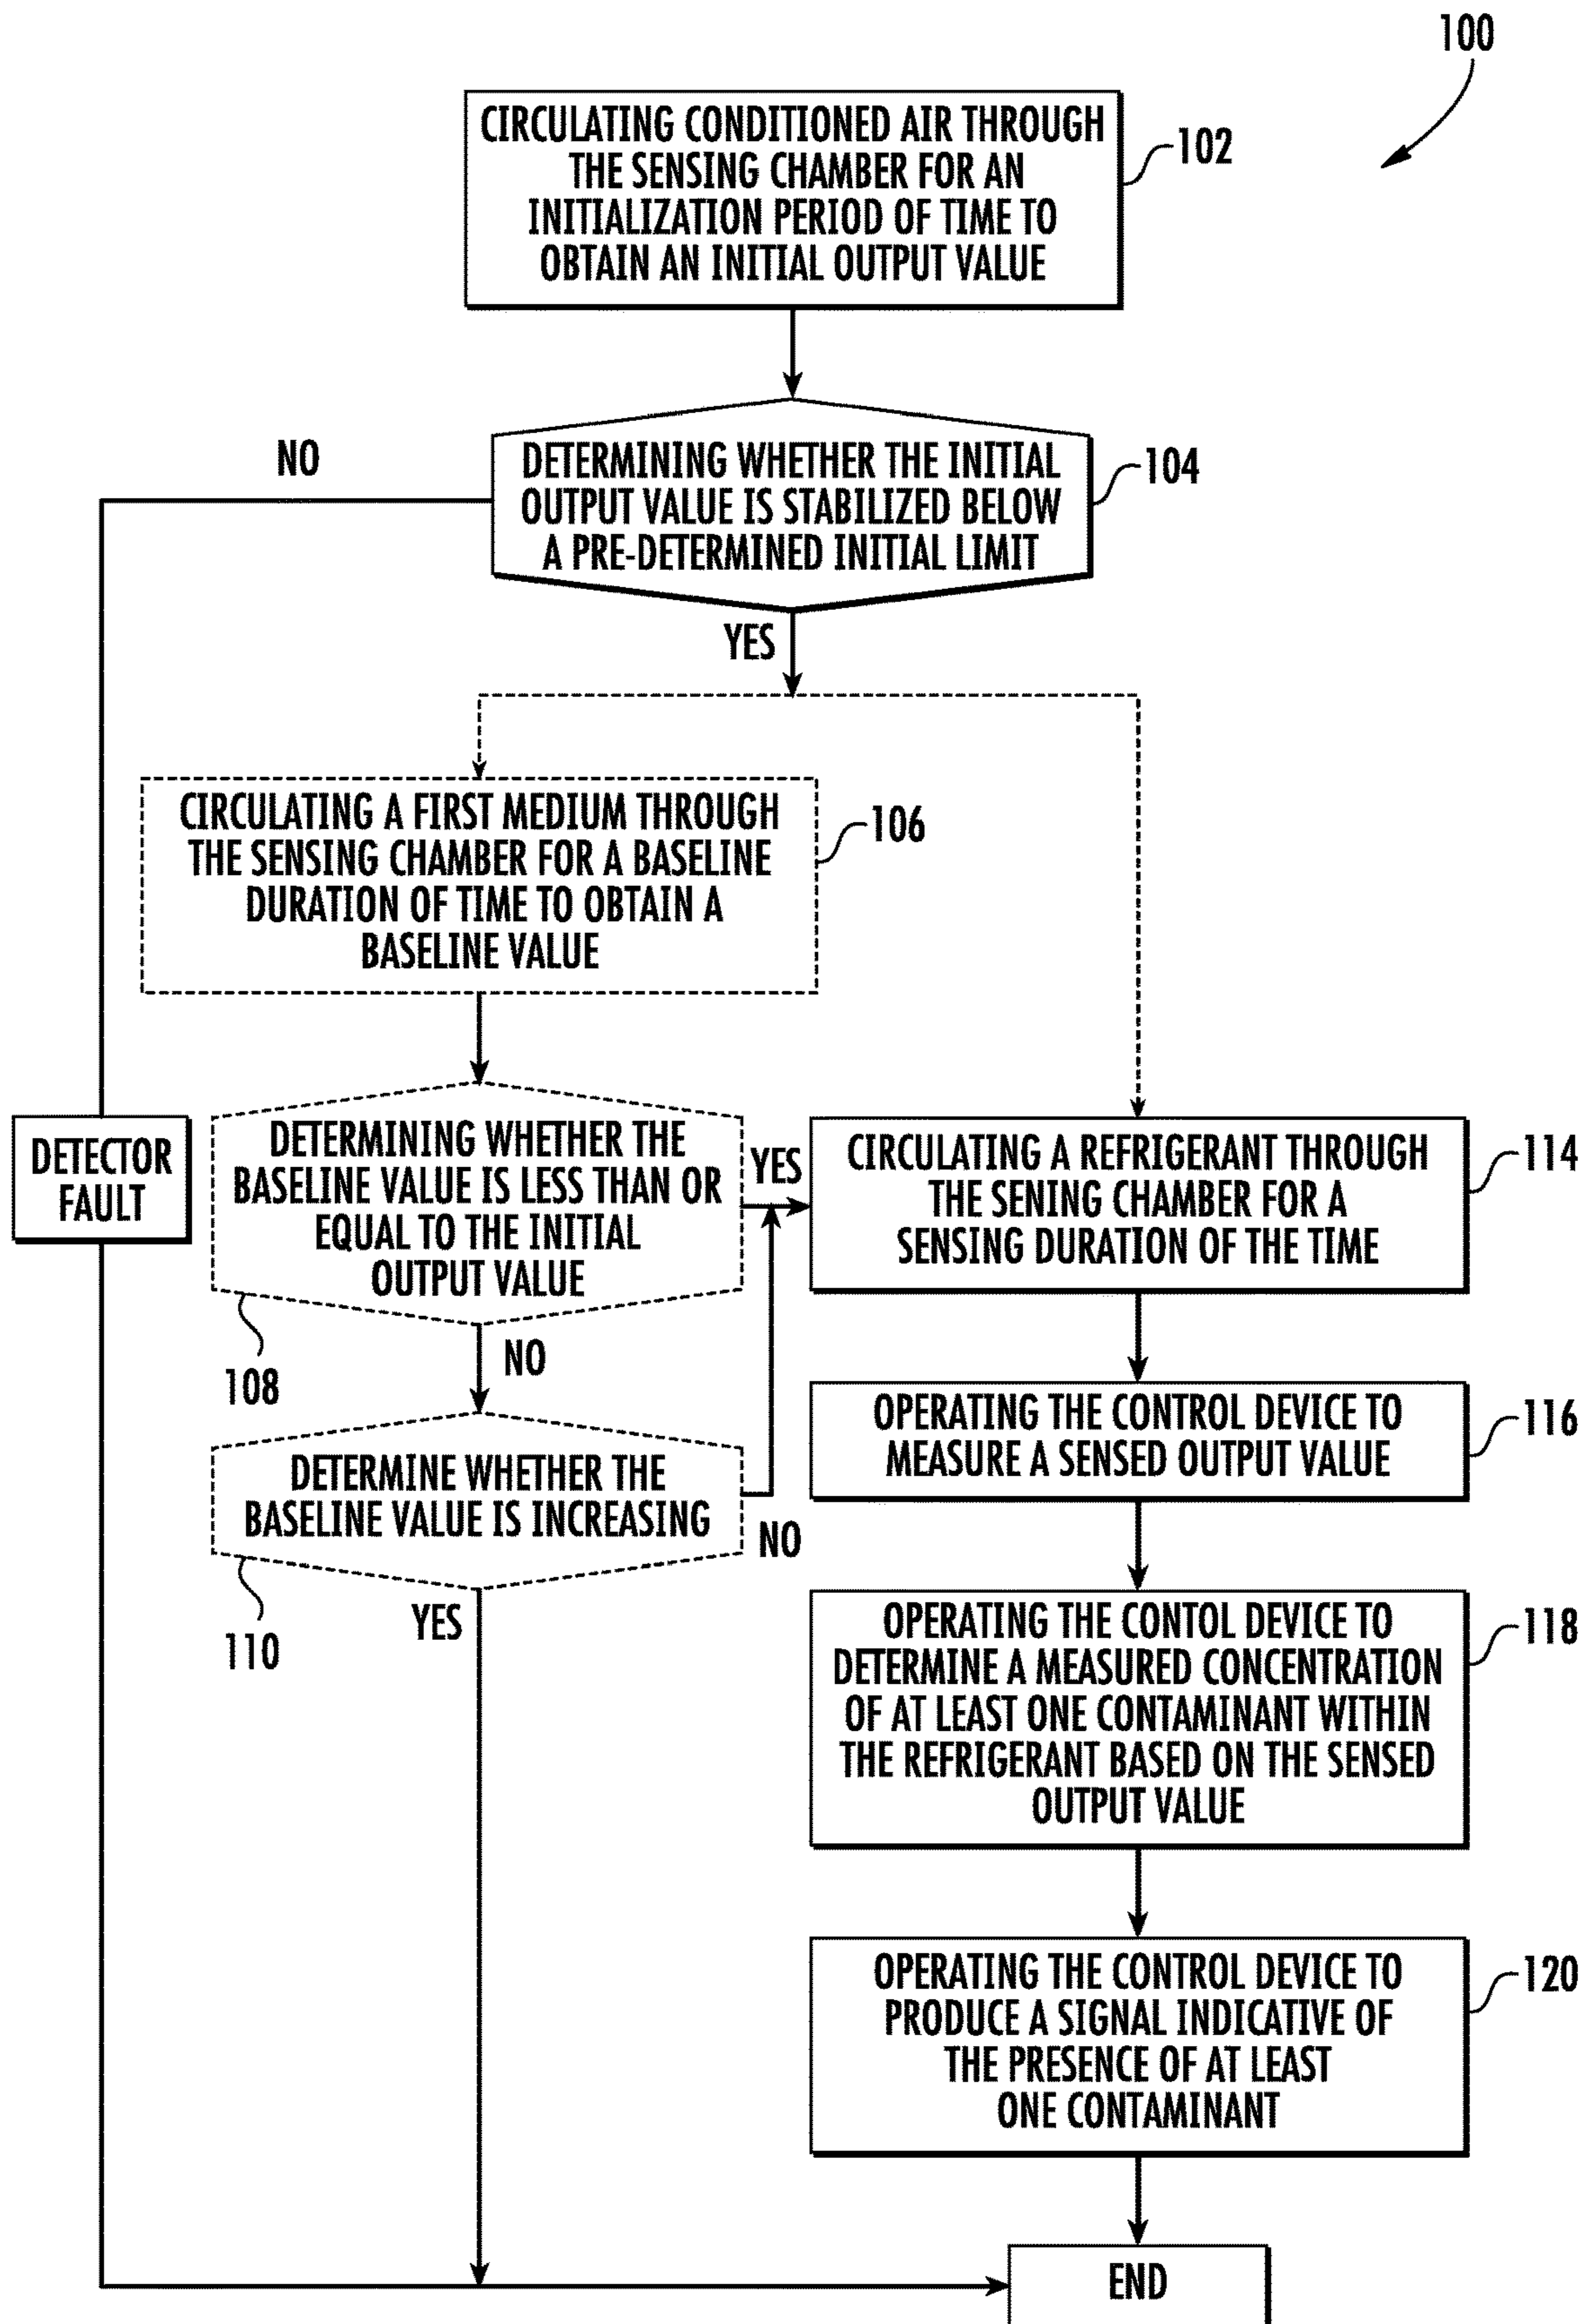 100
CIRCULATING CONDITIONED AIR THROUGH
THE SENSING CHAMBER FOR AN
INITIALIZATION PERIOD OF TIME TO
OBTAIN AN INITIAL OUTPUT VALUE
102
NO
DETERMINING WHETHER THE INITIAL
OUTPUT VALUE IS STABILIZED BELOW
A PRE-DETERMINED INITIAL LIMIT
104
YES
CIRCULATING A FIRST MEDIUM THROUGH
THE SENSING CHAMBER FOR A BASELINE
DURATION OF TIME TO OBTAIN A
BASELINE VALUE
106
DETECTOR
FAULT
DETERMINING WHETHER THE
BASELINE VALUE IS LESS THAN OR
EQUAL TO THE INITIAL
OUTPUT VALUE
108
YES
NO
DETERMINE WHETHER THE
BASELINE VALUE IS INCREASING
110
NO
YES
CIRCULATING A REFRIGERANT THROUGH
THE SENING CHAMBER FOR A
SENSING DURATION OF THE TIME
114
OPERATING THE CONTROL DEVICE TO
MEASURE A SENSED OUTPUT VALUE
116
OPERATING THE CONTOL DEVICE TO
DETERMINE A MEASURED CONCENTRATION
OF AT LEAST ONE CONTAMINANT WITHIN
THE REFRIGERANT BASED ON THE SENSED
OUTPUT VALUE
118
OPERATING THE CONTROL DEVICE TO
PRODUCE A SIGNAL INDICATIVE OF
THE PRESENCE OF AT LEAST
ONE CONTAMINANT
120
END